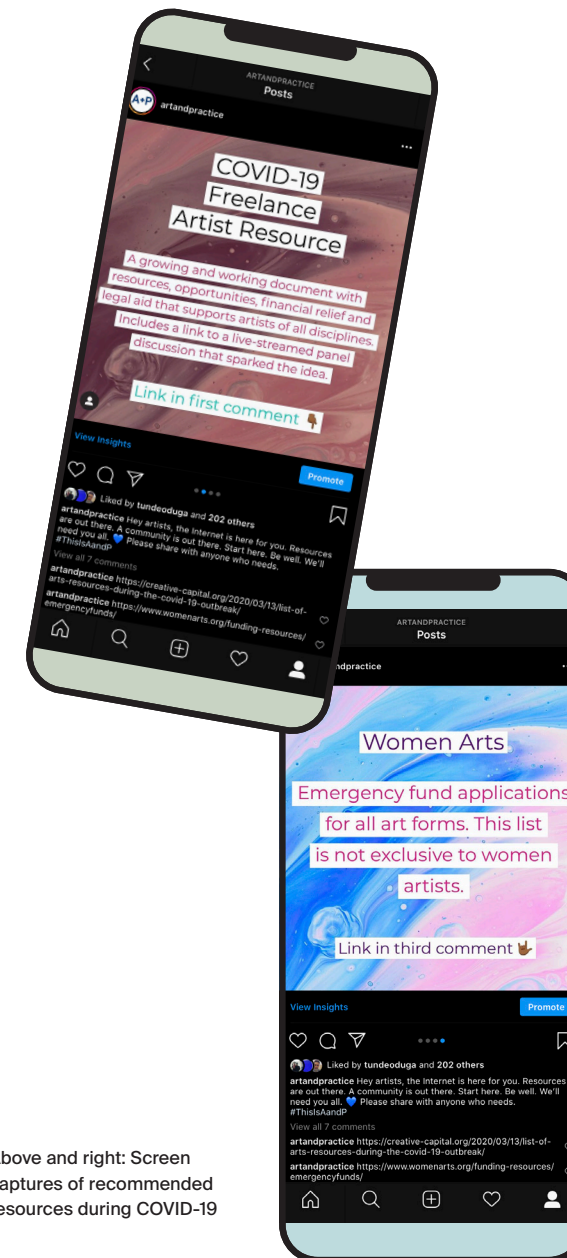 ARTANDPRACTICE
Posts
A+P artandpractice
COVID-19
Freelance
Artist Resource
A growing and working document with
resources, opportunities, financial relief and
legal aid that supports artists of all disciplines.
Includes a link to a live-streamed panel
discussion that sparked the idea.
Link in first comment 👇🏾
View Insights
Promote
Liked by tundeoduga and 202 others
artandpractice Hey artists, the Internet is here for you. Resources
are out there. A community is out there. Start here. Be well. We'll
need you all. 💙 Please share with anyone who needs.
#ThisIsAandP
View all 7 comments
artandpractice https://creative-capital.org/2020/03/13/list-of-
arts-resources-during-the-covid-19-outbreak/
artandpractice https://www.womenarts.org/funding-resources/
emergencyfunds/
ARTANDPRACTICE
Posts
ndpractice
Women Arts
Emergency fund applications
for all art forms. This list
is not exclusive to women
artists.
Link in third comment 🤟🏾
View Insights
Promote
Liked by tundeoduga and 202 others
artandpractice Hey artists, the Internet is here for you. Resources
are out there. A community is out there. Start here. Be well. We'll
need you all. 💙 Please share with anyone who needs.
#ThisIsAandP
View all 7 comments
artandpractice https://creative-capital.org/2020/03/13/list-of-
arts-resources-during-the-covid-19-outbreak/
artandpractice https://www.womenarts.org/funding-resources/
emergencyfunds/
bove and right: Screen
aptures of recommended
esources during COVID-19